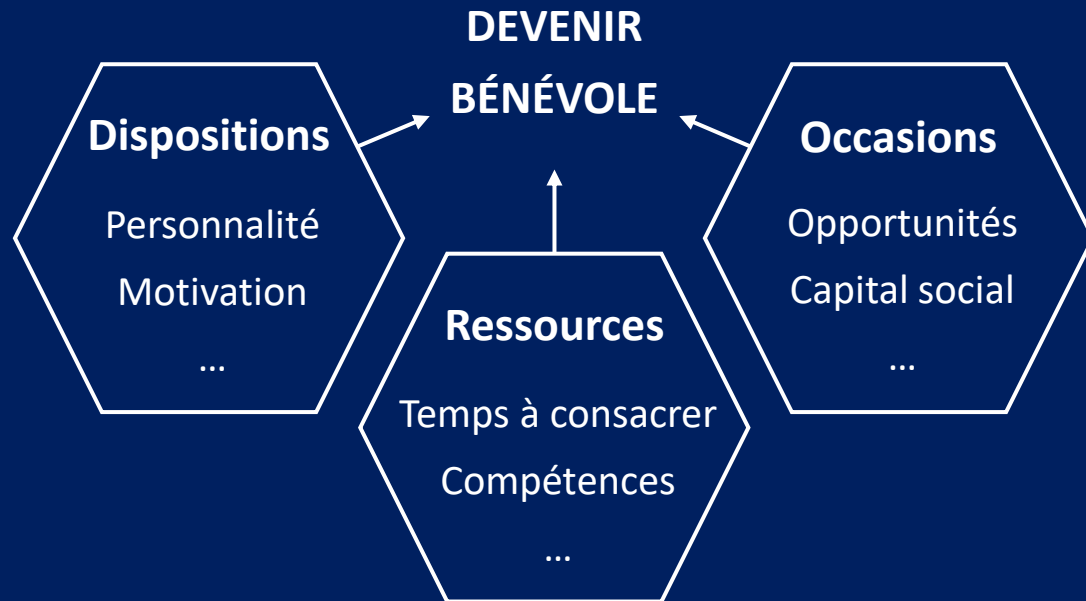 DEVENIR
BÉNÉVOLE
Dispositions
Personnalité
Motivation
...
Ressources
Temps à consacrer
Compétences
...
Occasions
Opportunités
Capital social
...